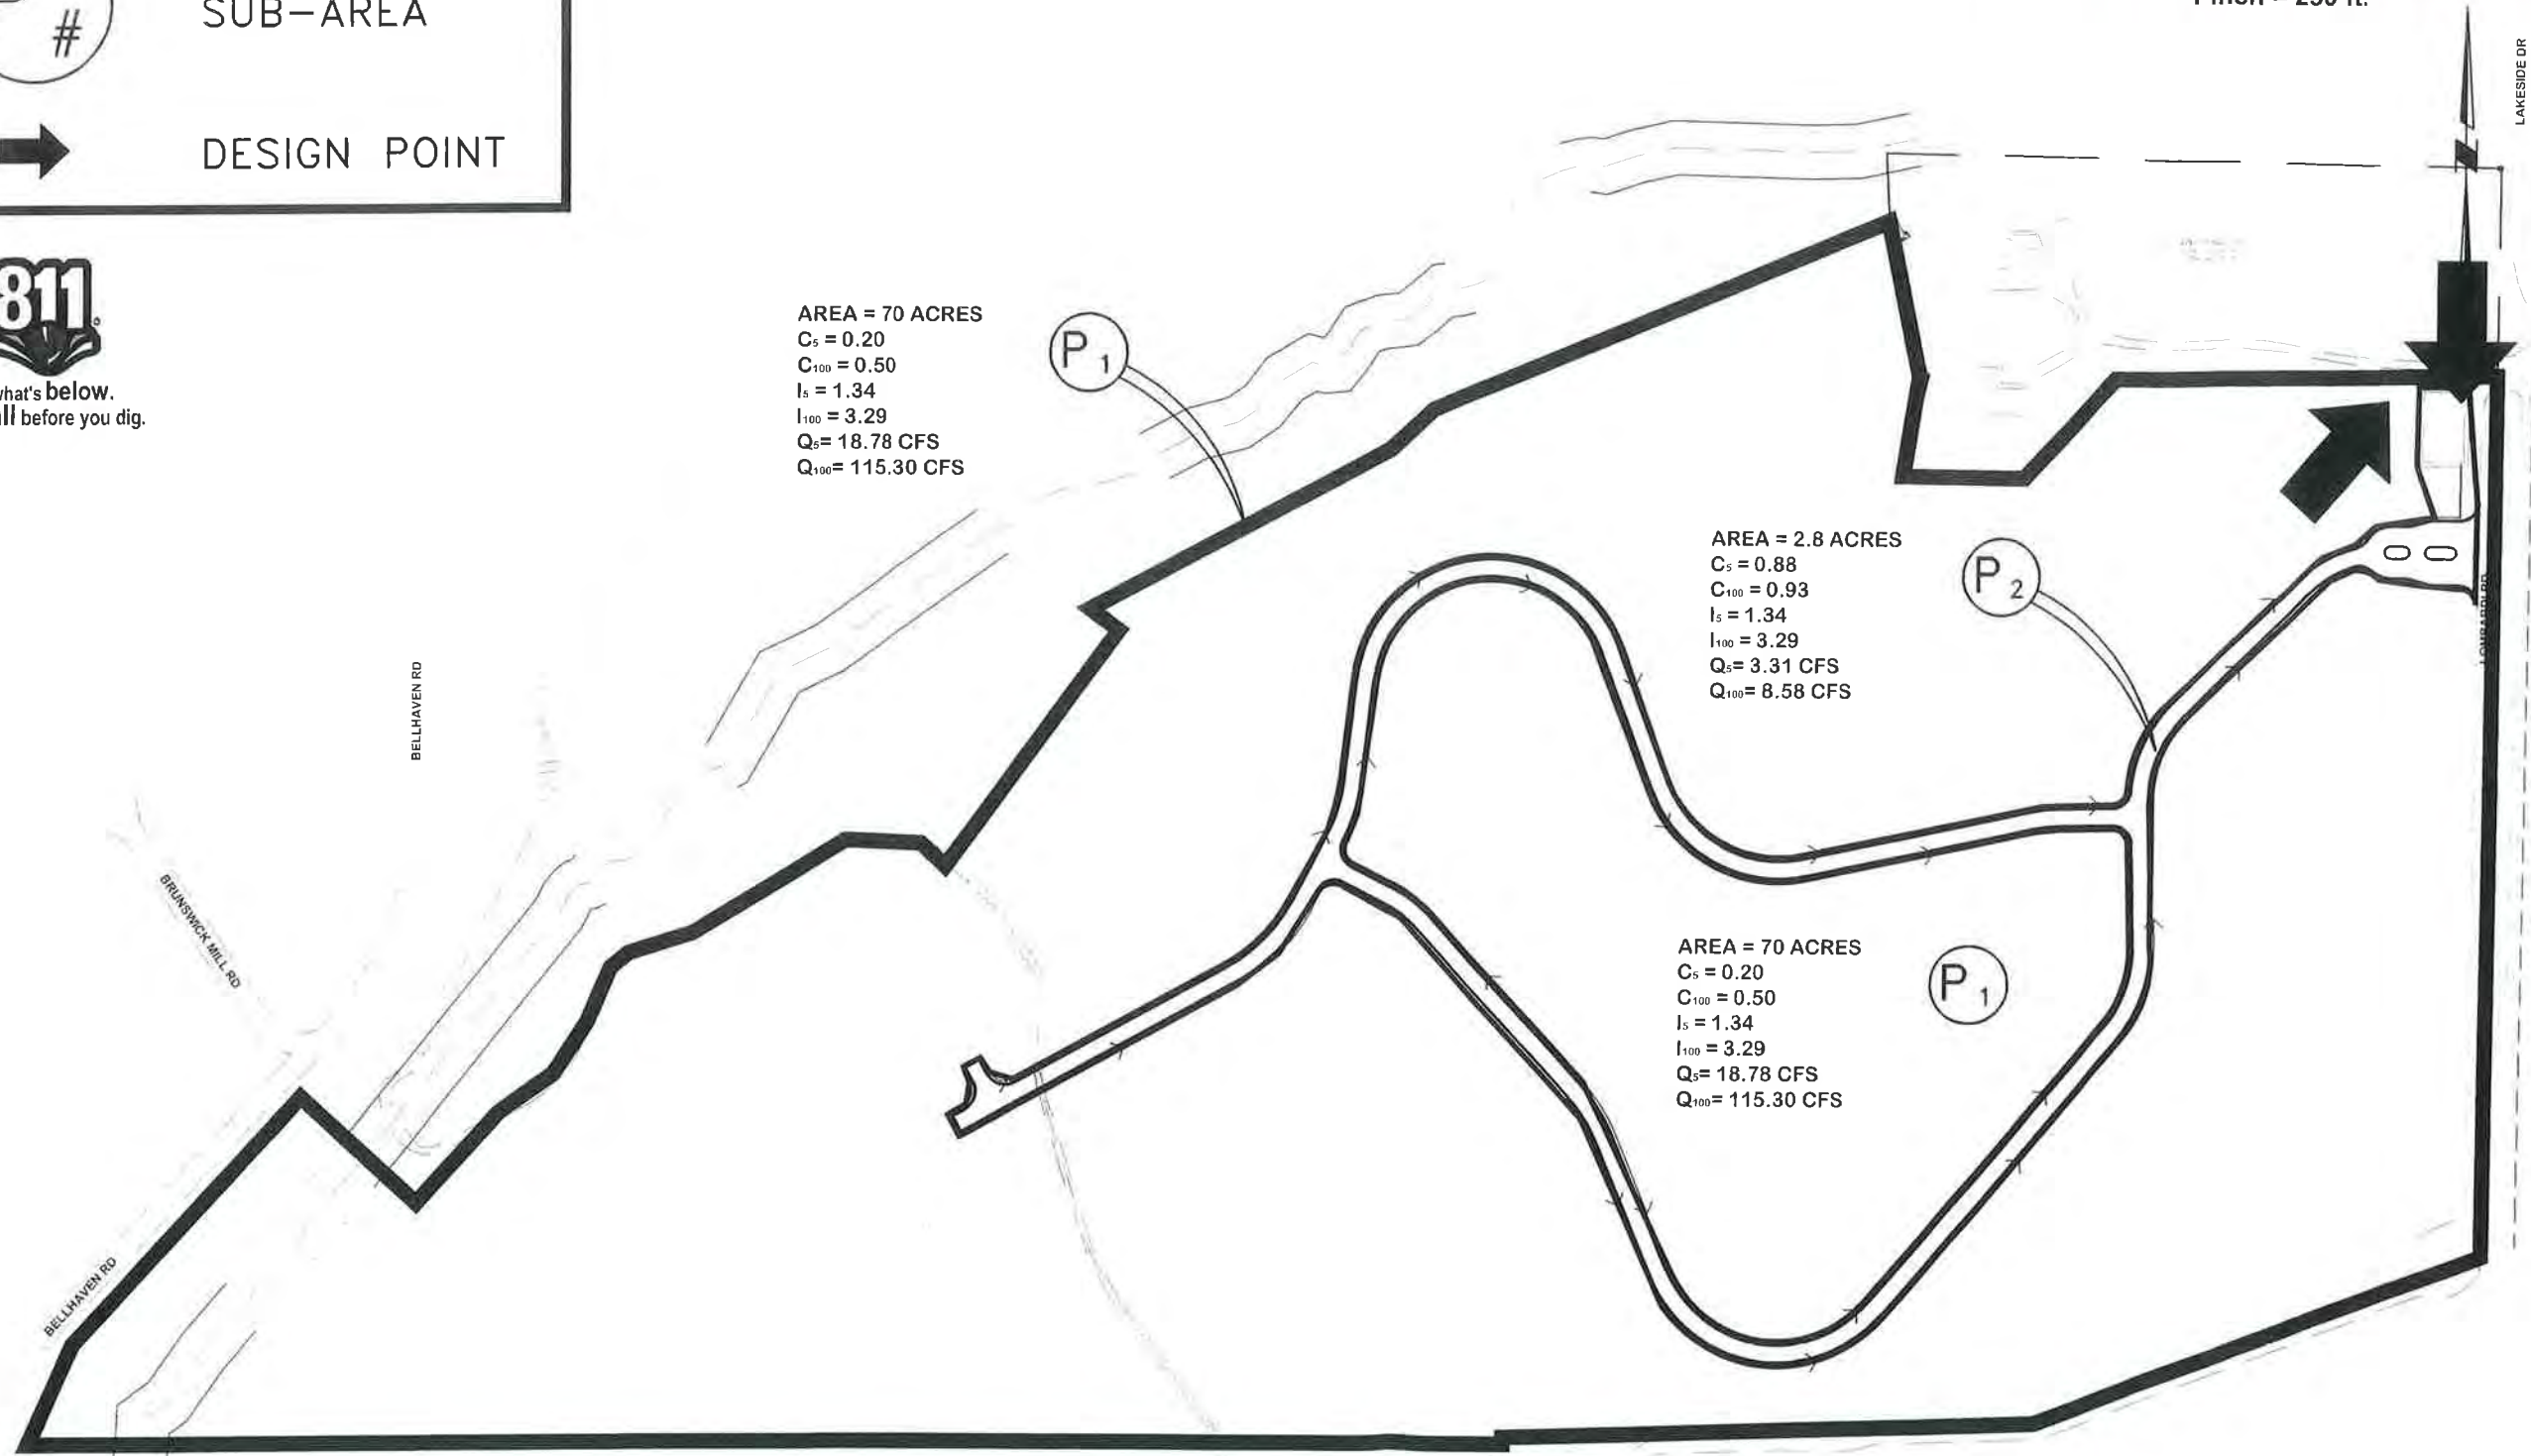 #
SUB-AREA
DESIGN POINT
811
what's below.
before you dig.
LAKESIDE DR
AREA = 70 ACRES
C5 = 0.20
C100 = 0.50
I5 = 1.34
I100 = 3.29
Q5= 18.78 CFS
Q100= 115.30 CFS
P1
AREA = 2.8 ACRES
C5 = 0.88
C100 = 0.93
I5 = 1.34
I100 = 3.29
Q5= 3.31 CFS
Q100= 8.58 CFS
P2
LOMBARDI RD
BELLHAVEN RD
BRUNSWICK MILL RD
AREA = 70 ACRES
C5 = 0.20
C100 = 0.50
I5 = 1.34
I100 = 3.29
Q5= 18.78 CFS
Q100= 115.30 CFS
P1
BELLHAVEN RD